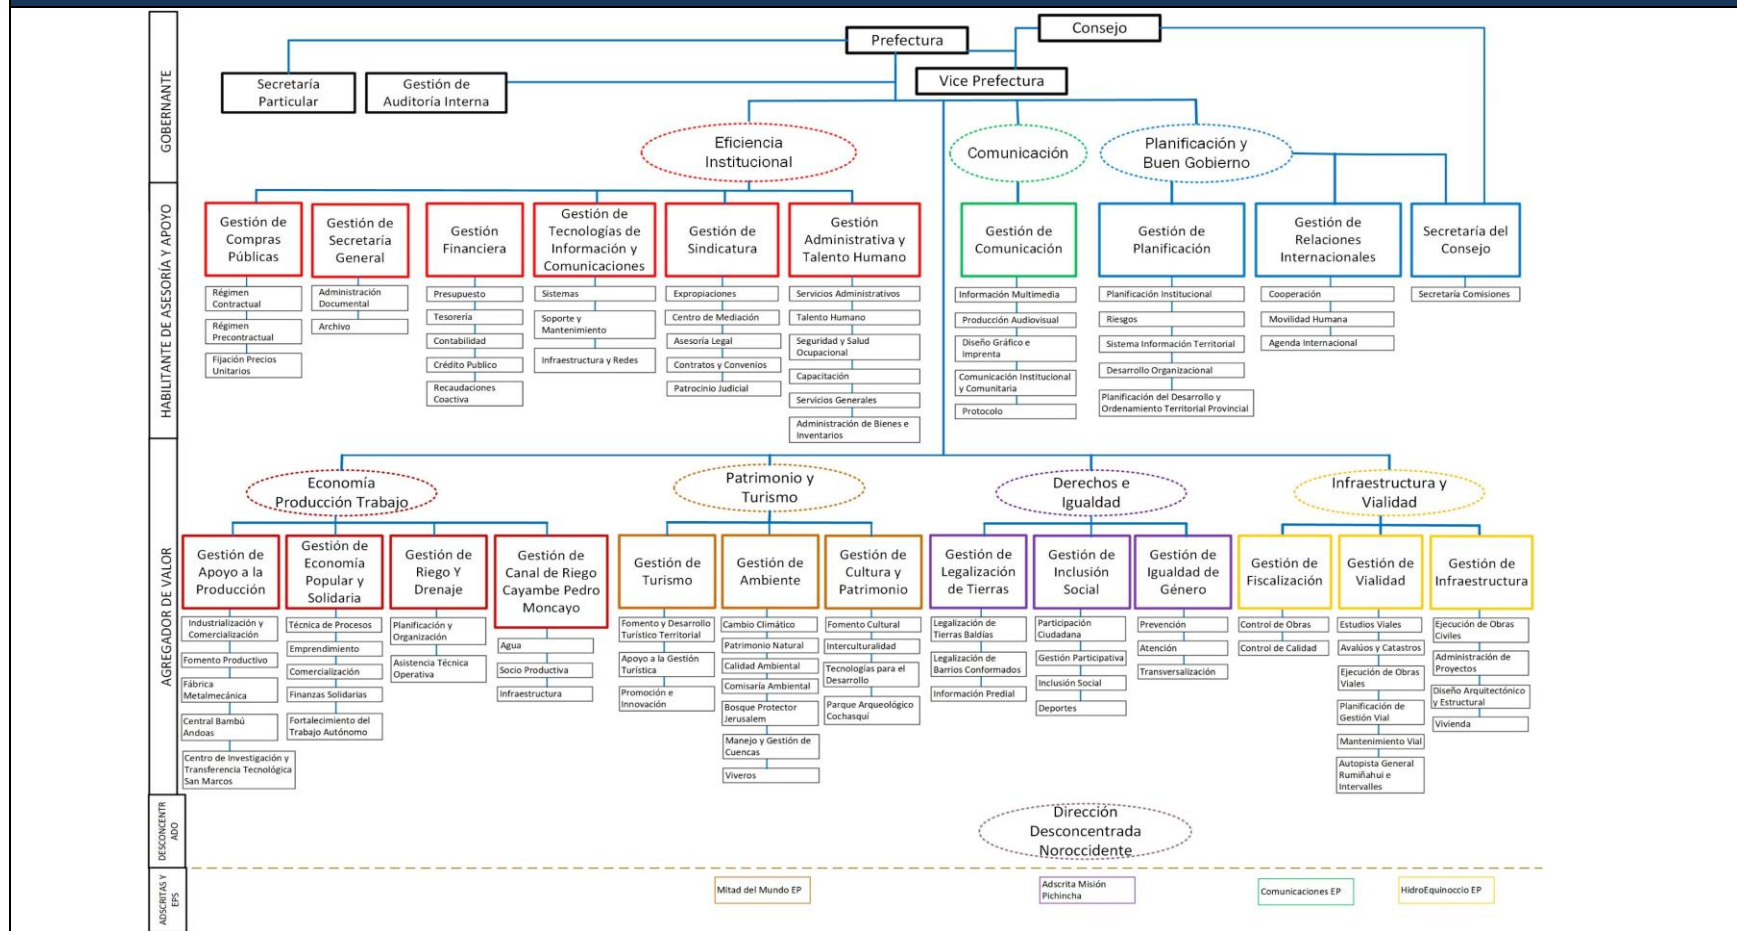 GOBERNANTE
Consejo
Prefectura
Vice Prefectura
Secretaría
Particular
Gestión de
Auditoría Interna
Eficiencia
Institucional
Comunicación
Planificación y
Buen Gobierno
HABILITANTE DE ASESORÍA Y APOYO
Gestión de
Compras
Públicas
Régimen
Contractual
Régimen
Precontractual
Fijación Precios
Unitarios
Gestión de
Secretaría
General
Administración
Documental
Archivo
Gestión
Financiera
Presupuesto
Tesorería
Contabilidad
Crédito Publico
Recaudaciones
Coactiva
Gestión de
Tecnologías de
Información y
Comunicaciones
Sistemas
Soporte y
Mantenimiento
Infraestructura y Redes
Gestión de
Sindicatura
Expropiaciones
Centro de Mediación
Asesoría Legal
Contratos y Convenios
Patrocinio Judicial
Gestión
Administrativa y
Talento Humano
Servicios Administrativos
Talento Humano
Seguridad y Salud
Ocupacional
Capacitación
Servicios Generales
Administración de Bienes e
Inventarios
Gestión de
Comunicación
Información Multimedia
Producción Audiovisual
Diseño Gráfico e
Imprenta
Comunicación Institucional
y Comunitaria
Protocolo
Gestión de
Planificación
Planificación Institucional
Riesgos
Sistema Información Territorial
Desarrollo Organizacional
Planificación del Desarrollo y
Ordenamiento Territorial Provincial
Gestión de
Relaciones
Internacionales
Cooperación
Movilidad Humana
Agenda Internacional
Secretaría del
Consejo
Secretaría Comisiones
AGREGADOR DE VALOR
Economía
Producción Trabajo
Patrimonio y
Turismo
Derechos e
Igualdad
Infraestructura y
Vialidad
Gestión de
Apoyo a la
Producción
Industrialización y
Comercialización
Fomento Productivo
Fábrica
Metalmecánica
Central Bambú
Andoas
Centro de Investigación y
Transferencia Tecnológica
San Marcos
Gestión de
Economía
Popular y
Solidaria
Técnica de Procesos
Emprendimiento
Comercialización
Finanzas Solidarias
Fortalecimiento del
Trabajo Autónomo
Gestión de
Riego Y
Drenaje
Planificación y
Organización
Asistencia Técnica
Operativa
Gestión de
Canal de Riego
Cayambe Pedro
Moncayo
Agua
Socio Productiva
Infraestructura
Gestión de
Turismo
Fomento y Desarrollo
Turístico Territorial
Apoyo a la Gestión
Turística
Promoción e
Innovación
Gestión de
Ambiente
Cambio Climático
Patrimonio Natural
Calidad Ambiental
Comisaría Ambiental
Bosque Protector
Jerusalem
Manejo y Gestión de
Cuencas
Viveros
Gestión de
Cultura y
Patrimonio
Fomento Cultural
Interculturalidad
Tecnologías para el
Desarrollo
Parque Arqueológico
Cochasquí
Gestión de
Legalización
de Tierras
Legalización de
Tierras Baldías
Legalización de
Barrios Conformados
Información Predial
Gestión de
Inclusión
Social
Participación
Ciudadana
Gestión Participativa
Inclusión Social
Deportes
Gestión de
Igualdad de
Género
Prevención
Atención
Transversalización
Gestión de
Fiscalización
Control de Obras
Control de Calidad
Gestión de
Vialidad
Estudios Viales
Avalúos y Catastros
Ejecución de Obras
Viales
Planificación de
Gestión Vial
Mantenimiento Vial
Autopista General
Rumiñahui e
Intervalles
Gestión de
Infraestructura
Ejecución de Obras
Civiles
Administración de
Proyectos
Diseño Arquitectónico
y Estructural
Vivienda
DESCONCENTR
ADO
Dirección
Desconcentrada
Noroccidente
ADSCRITAS Y
EPS
Mitad del Mundo EP
Adscrita Misión
Pichincha
Comunicaciones EP
HidroEquinoccio EP